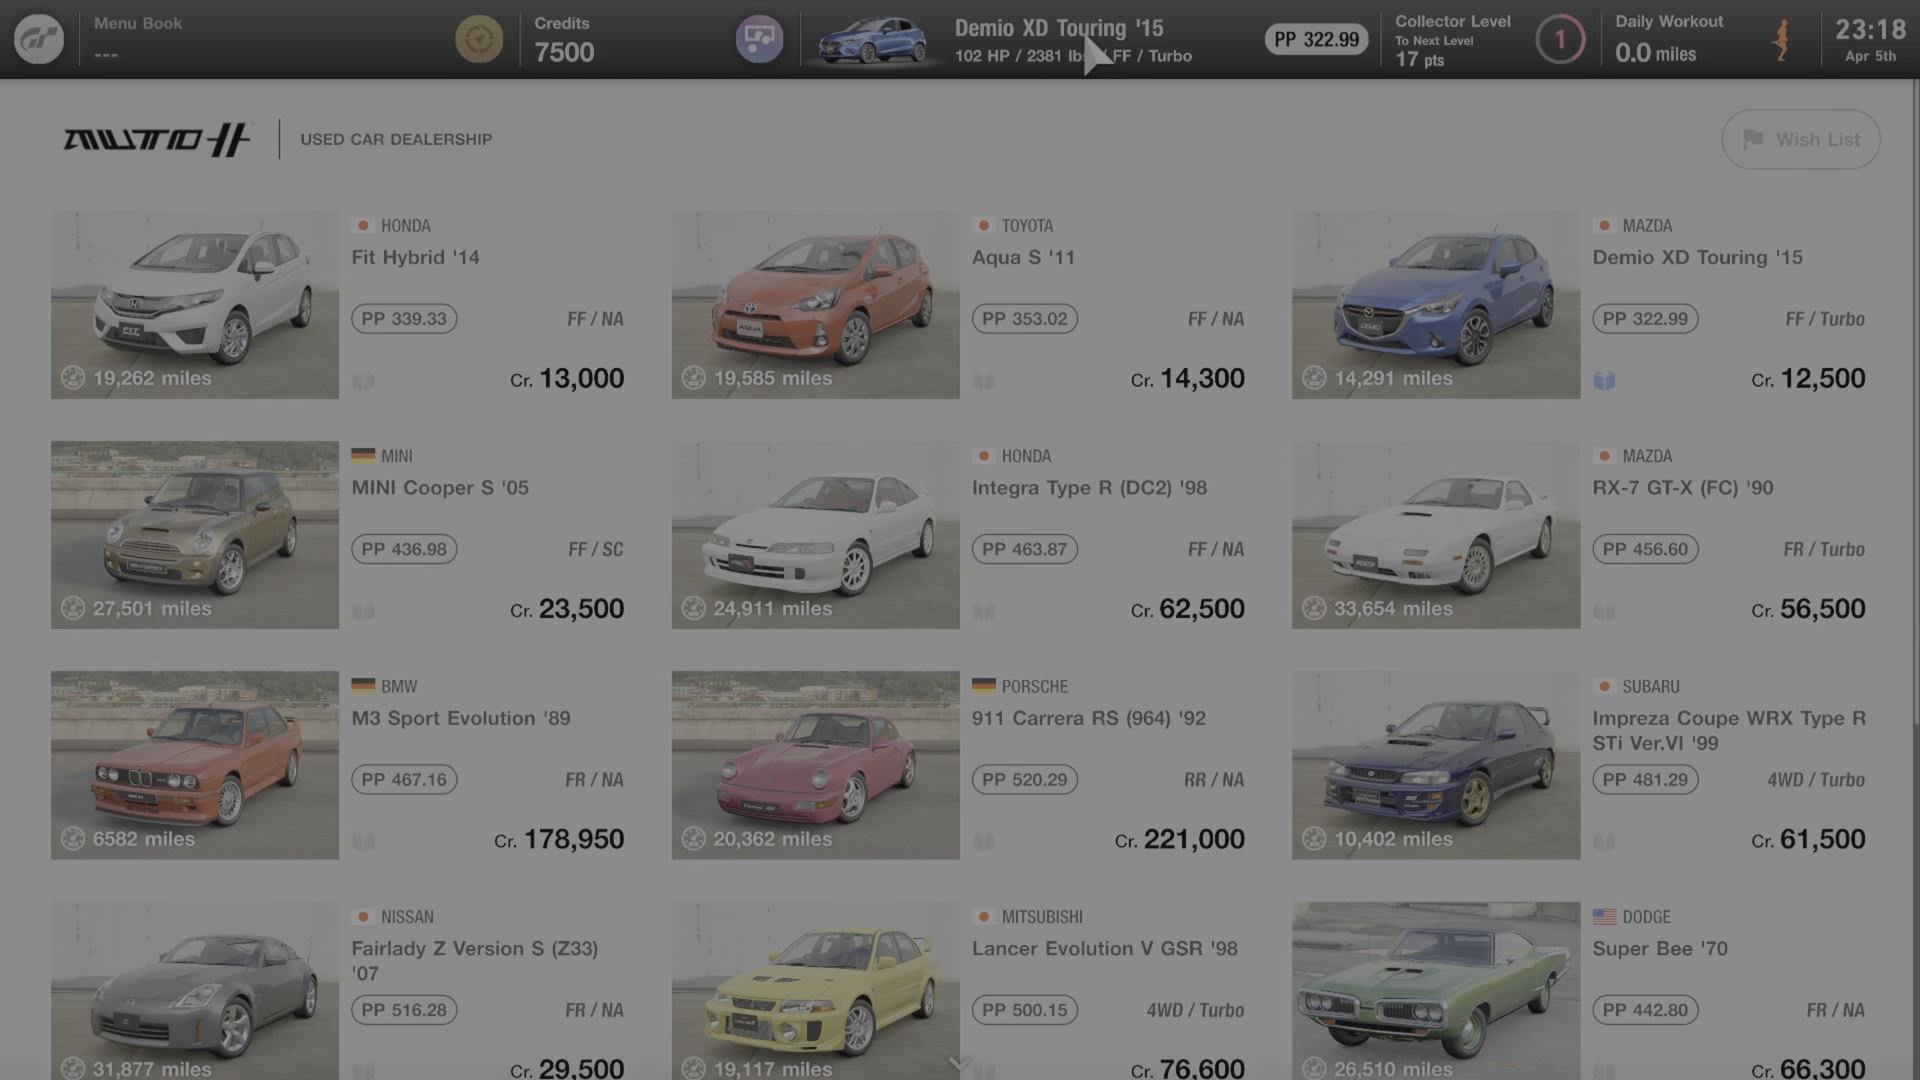 Menu Book
---
Credits
7500
Demio XD Touring '15
102 HP / 2381 lb / FF / Turbo
PP 322.99
Collector Level
To Next Level
17 pts
1
Daily Workout
0.0 miles
23:18
Apr 5th
AUTO
USED CAR DEALERSHIP
Wish List
HONDA
Fit Hybrid '14
PP 339.33
FF / NA
19,262 miles
Cr. 13,000
TOYOTA
Aqua S '11
PP 353.02
FF / NA
19,585 miles
Cr. 14,300
MAZDA
Demio XD Touring '15
PP 322.99
FF / Turbo
14,291 miles
Cr. 12,500
MINI
MINI Cooper S '05
PP 436.98
FF / SC
27,501 miles
Cr. 23,500
HONDA
Integra Type R (DC2) '98
PP 463.87
FF / NA
24,911 miles
Cr. 62,500
MAZDA
RX-7 GT-X (FC) '90
PP 456.60
FR / Turbo
33,654 miles
Cr. 56,500
BMW
M3 Sport Evolution '89
PP 467.16
FR / NA
6582 miles
Cr. 178,950
PORSCHE
911 Carrera RS (964) '92
PP 520.29
RR / NA
20,362 miles
Cr. 221,000
SUBARU
Impreza Coupe WRX Type R
STi Ver.VI '99
PP 481.29
4WD / Turbo
10,402 miles
Cr. 61,500
NISSAN
Fairlady Z Version S (Z33)
'07
PP 516.28
FR / NA
31,877 miles
Cr. 29,500
MITSUBISHI
Lancer Evolution V GSR '98
PP 500.15
4WD / Turbo
19,117 miles
Cr. 76,600
DODGE
Super Bee '70
PP 442.80
FR / NA
26,510 miles
Cr. 66,300